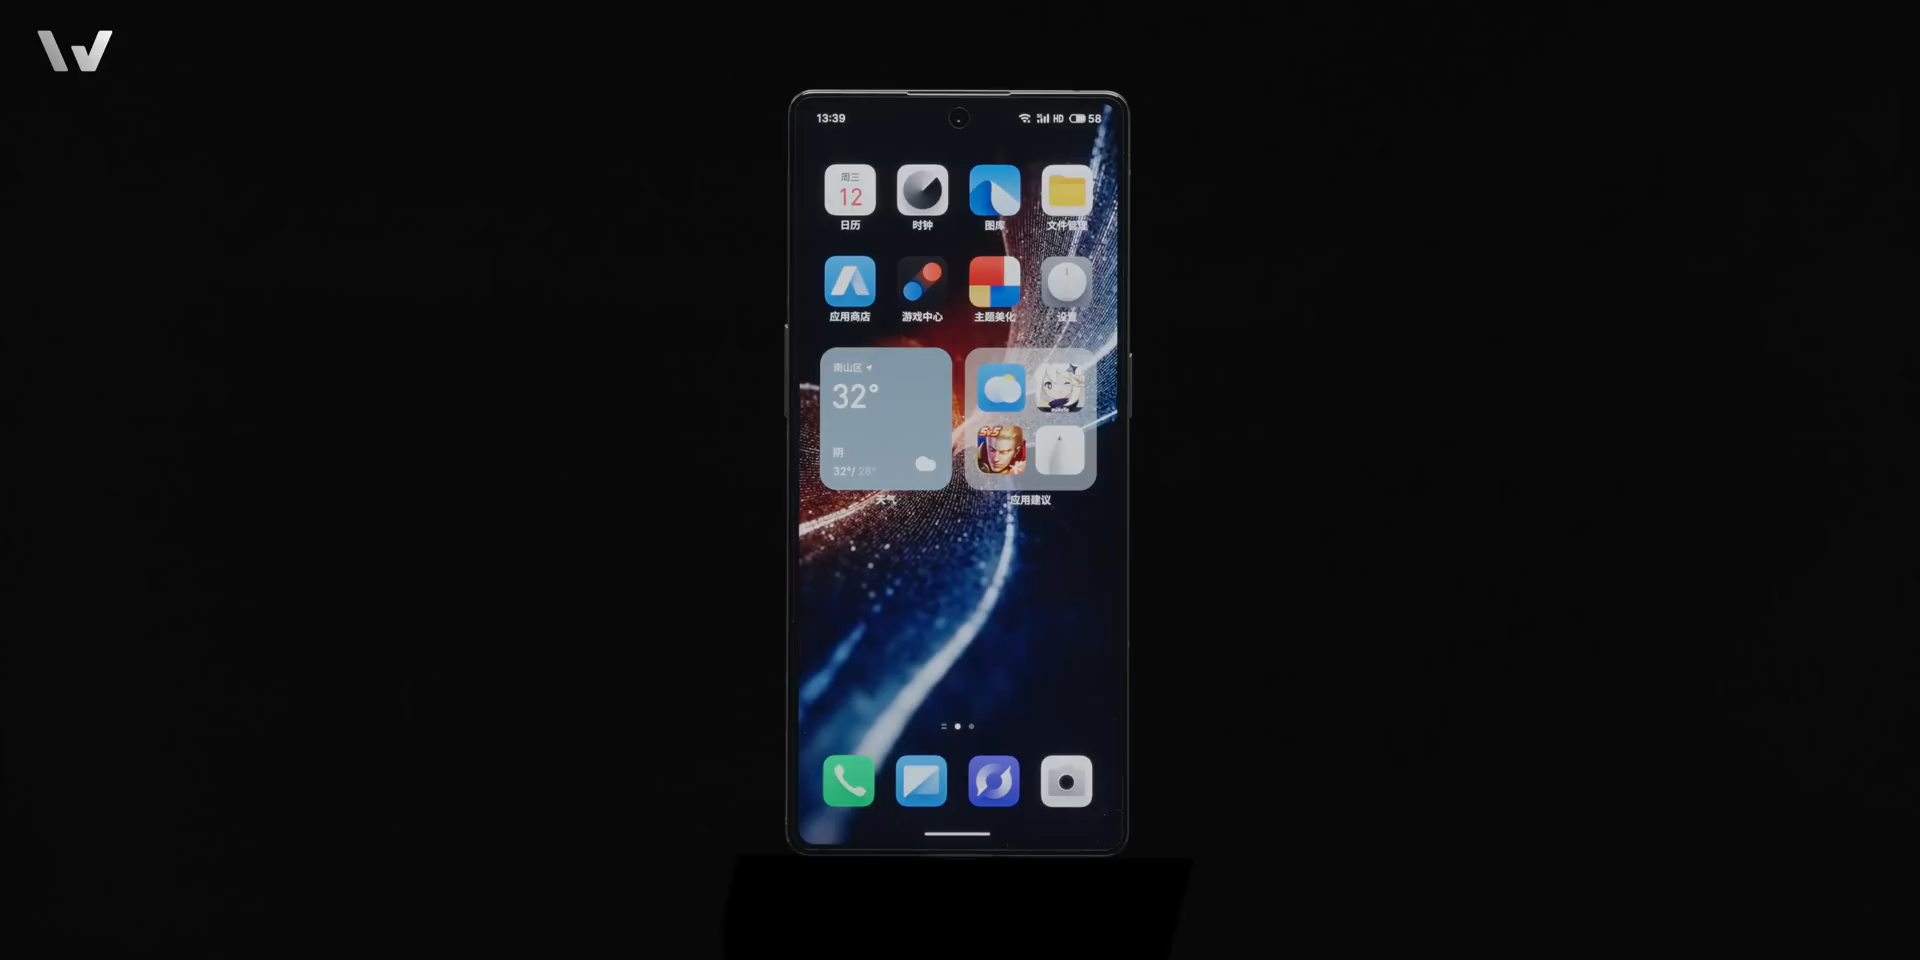 13:39
HD 58
周三
12
日历
时钟
图库
文件管理
应用商店
游戏中心
主题美化
设置
南山区
32°
阴
32°/ 28°
5v5
天气
应用建议